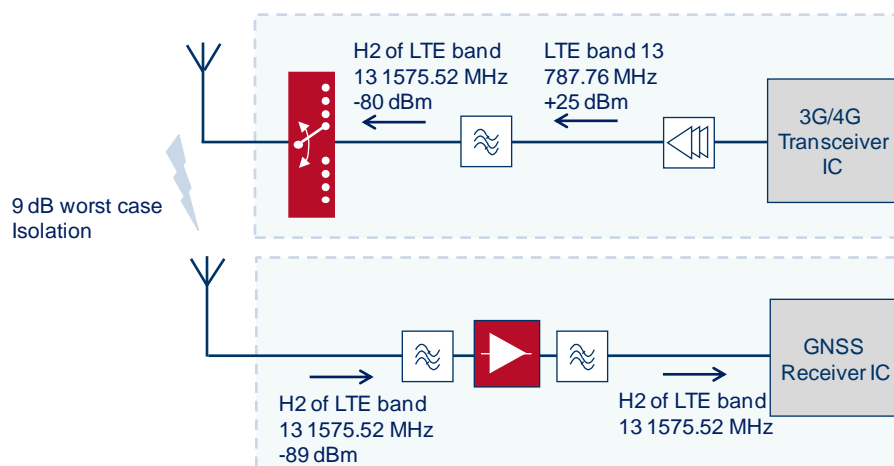 H2 of LTE band
13 1575.52 MHz
-80 dBm
LTE band 13
787.76 MHz
+25 dBm
3G/4G
Transceiver
IC
9 dB worst case
Isolation
GNSS
Receiver IC
H2 of LTE band
13 1575.52 MHz
-89 dBm
H2 of LTE band
13 1575.52 MHz